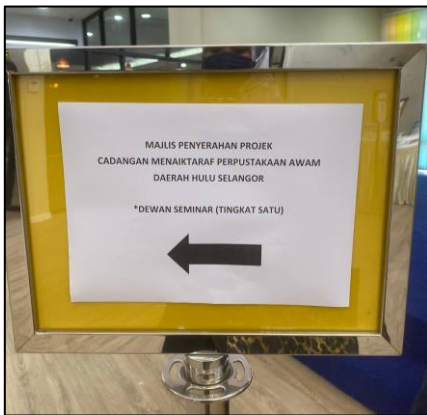 MAJLIS PENYERAHAN PROJEK
CADANGAN MENAIKTARAF PERPUSTAKAAN AWAM
DAERAH HULU SELANGOR
*DEWAN SEMINAR (TINGKAT SATU)